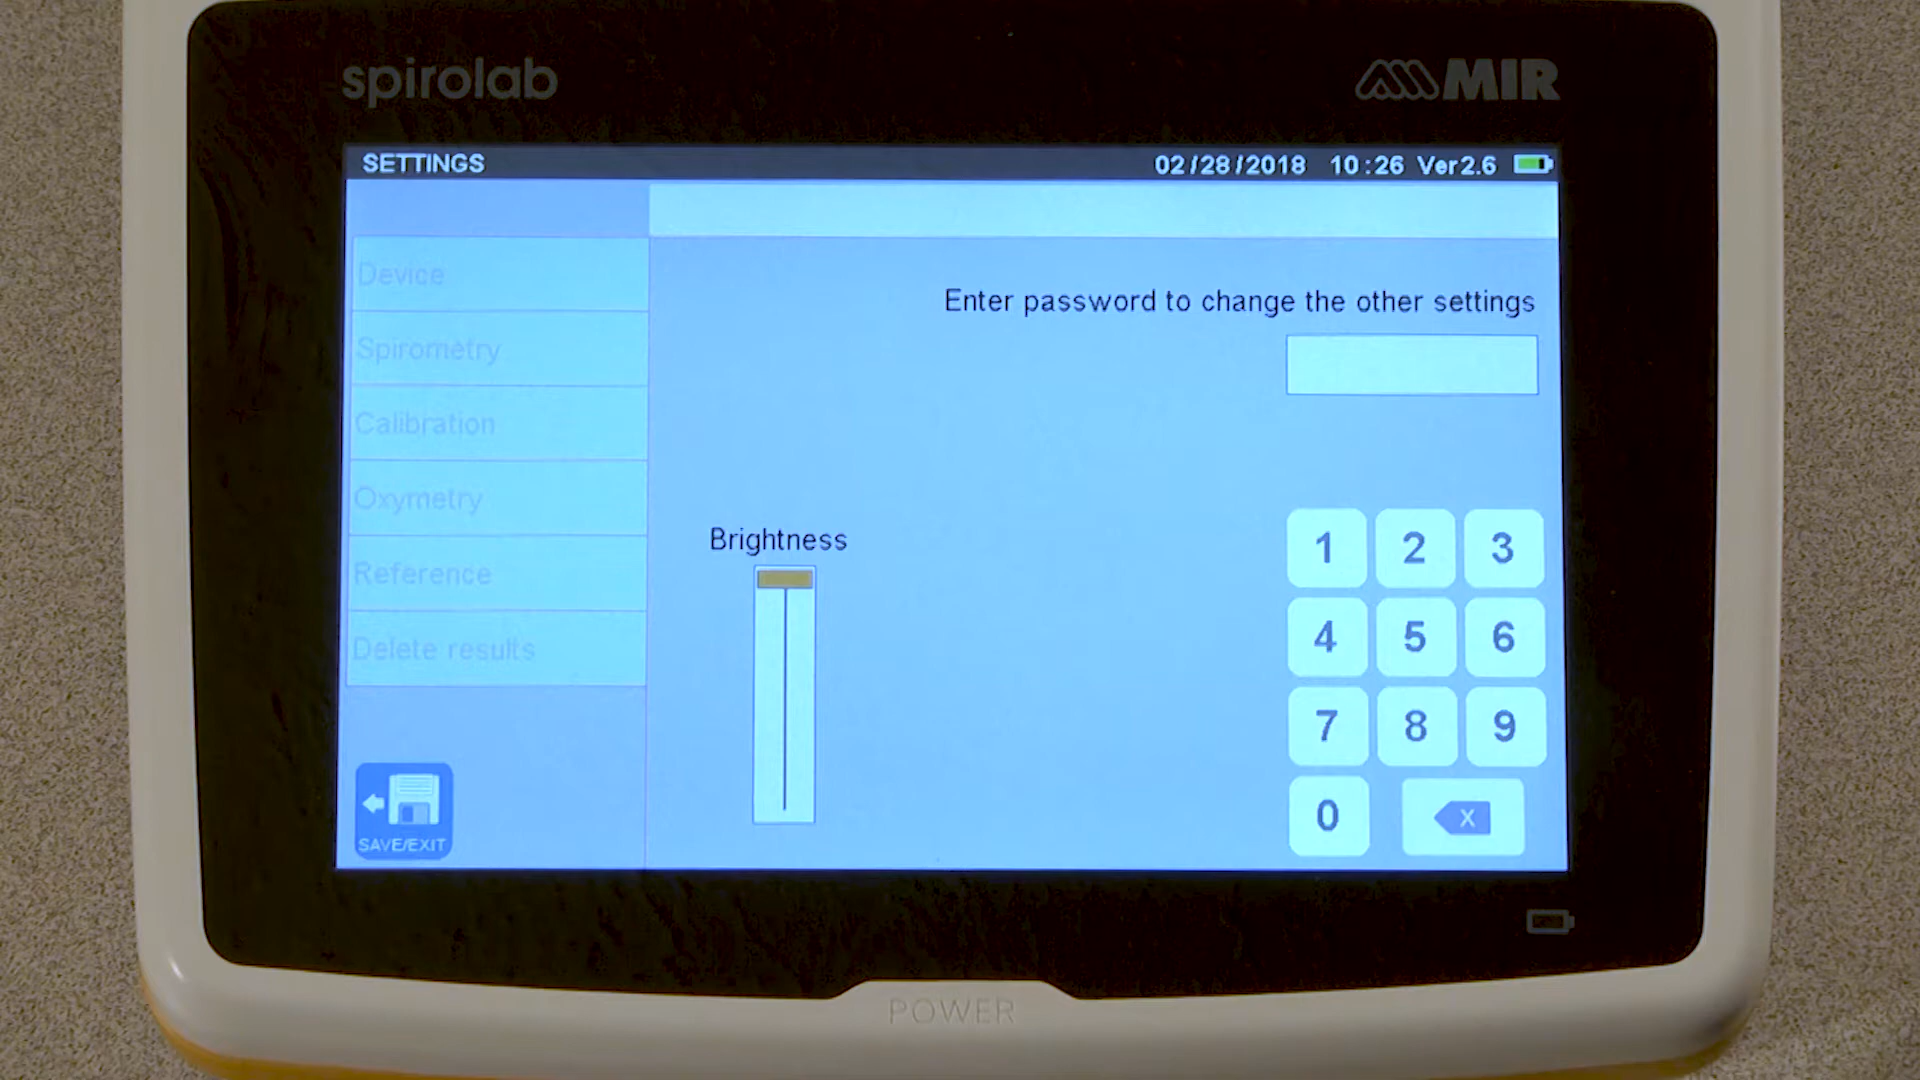 spirolab
MIR
SETTINGS
02/28/2018 10:26 Ver2.6
Device
Spirometry
Calibration
Oxymetry
Reference
Delete results
SAVE/EXIT
Enter password to change the other settings
Brightness
1 2 3
4 5 6
7 8 9
0 X
POWER